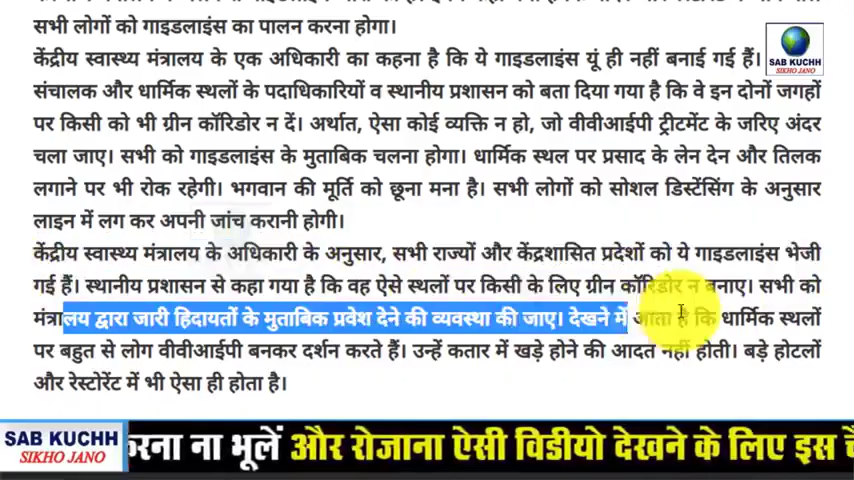 सभी लोगों को गाइडलाइंस का पालन करना होगा।
केंद्रीय स्वास्थ्य मंत्रालय के एक अधिकारी का कहना है कि ये गाइडलाइंस यूं ही नहीं बनाई गई हैं।
संचालक और धार्मिक स्थलों के पदाधिकारियों व स्थानीय प्रशासन को बता दिया गया है कि वे इन दोनों जगहों
पर किसी को भी ग्रीन कॉरिडोर न दें। अर्थात, ऐसा कोई व्यक्ति न हो, जो वीवीआईपी ट्रीटमेंट के जरिए अंदर
चला जाए। सभी को गाइडलाइंस के मुताबिक चलना होगा। धार्मिक स्थल पर प्रसाद के लेन देन और तिलक
लगाने पर भी रोक रहेगी। भगवान की मूर्ति को छूना मना है। सभी लोगों को सोशल डिस्टेंसिंग के अनुसार
लाइन में लग कर अपनी जांच करानी होगी।
केंद्रीय स्वास्थ्य मंत्रालय के अधिकारी के अनुसार, सभी राज्यों और केंद्रशासित प्रदेशों को ये गाइडलाइंस भेजी
गई हैं। स्थानीय प्रशासन से कहा गया है कि वह ऐसे स्थलों पर किसी के लिए ग्रीन कॉरिडोर न बनाए। सभी को
मंत्रालय द्वारा जारी हिदायतों के मुताबिक प्रवेश देने की व्यवस्था की जाए। देखने में आता है कि धार्मिक स्थलों
पर बहुत से लोग वीवीआईपी बनकर दर्शन करते हैं। उन्हें कतार में खड़े होने की आदत नहीं होती। बड़े होटलों
और रेस्टोरेंट में भी ऐसा ही होता है।
SAB KUCHH
SIKHO JANO
SAB KUCHH
SIKHO JANO
करना ना भूलें और रोजाना ऐसी विडीयो देखने के लिए इस